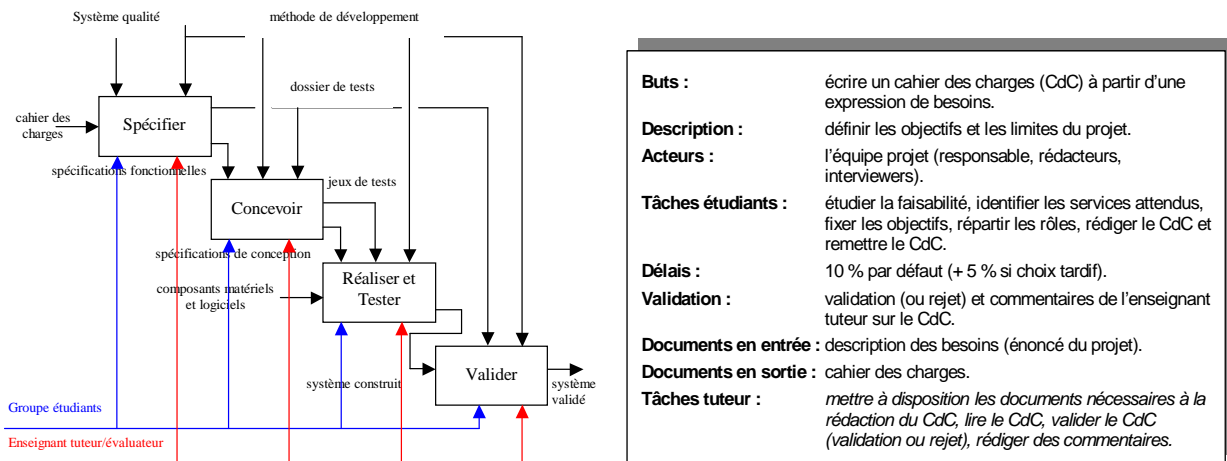 Système qualité
méthode de développement
dossier de tests
cahier des
charges
Spécifier
spécifications fonctionnelles
jeux de tests
Concevoir
spécifications de conception
composants matériels
et logiciels
Réaliser et
Tester
Valider
système construit
système
validé
Groupe étudiants
Enseignant tuteur/évaluateur
Buts : écrire un cahier des charges (CdC) à partir d’une
expression de besoins.
Description : définir les objectifs et les limites du projet.
Acteurs : l’équipe projet (responsable, rédacteurs,
interviewers).
Tâches étudiants : étudier la faisabilité, identifier les services attendus,
fixer les objectifs, répartir les rôles, rédiger le CdC et
remettre le CdC.
Délais : 10 % par défaut (+ 5 % si choix tardif).
Validation : validation (ou rejet) et commentaires de l’enseignant
tuteur sur le CdC.
Documents en entrée : description des besoins (énoncé du projet).
Documents en sortie : cahier des charges.
Tâches tuteur : mettre à disposition les documents nécessaires à la
rédaction du CdC, lire le CdC, valider le CdC
(validation ou rejet), rédiger des commentaires.